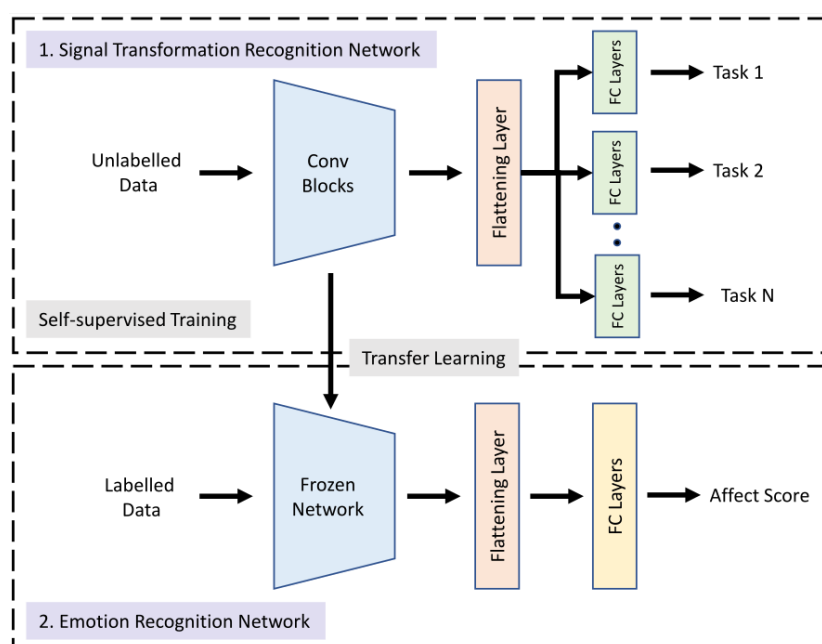 1. Signal Transformation Recognition Network
Unlabelled
Data
Conv
Blocks
Flattening Layer
FC Layers
Task 1
FC Layers
Task 2
FC Layers
Task N
Self-supervised Training
Transfer Learning
Labelled
Data
Frozen
Network
Flattening Layer
FC Layers
Affect Score
2. Emotion Recognition Network